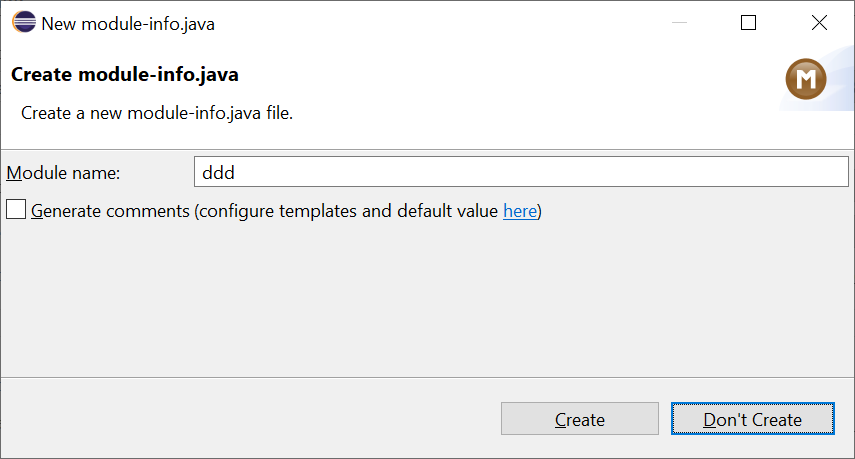 New module-info.java
Create module-info.java
Create a new module-info.java file.
M
Module name: ddd
Generate comments (configure templates and default value here)
Create Don't Create